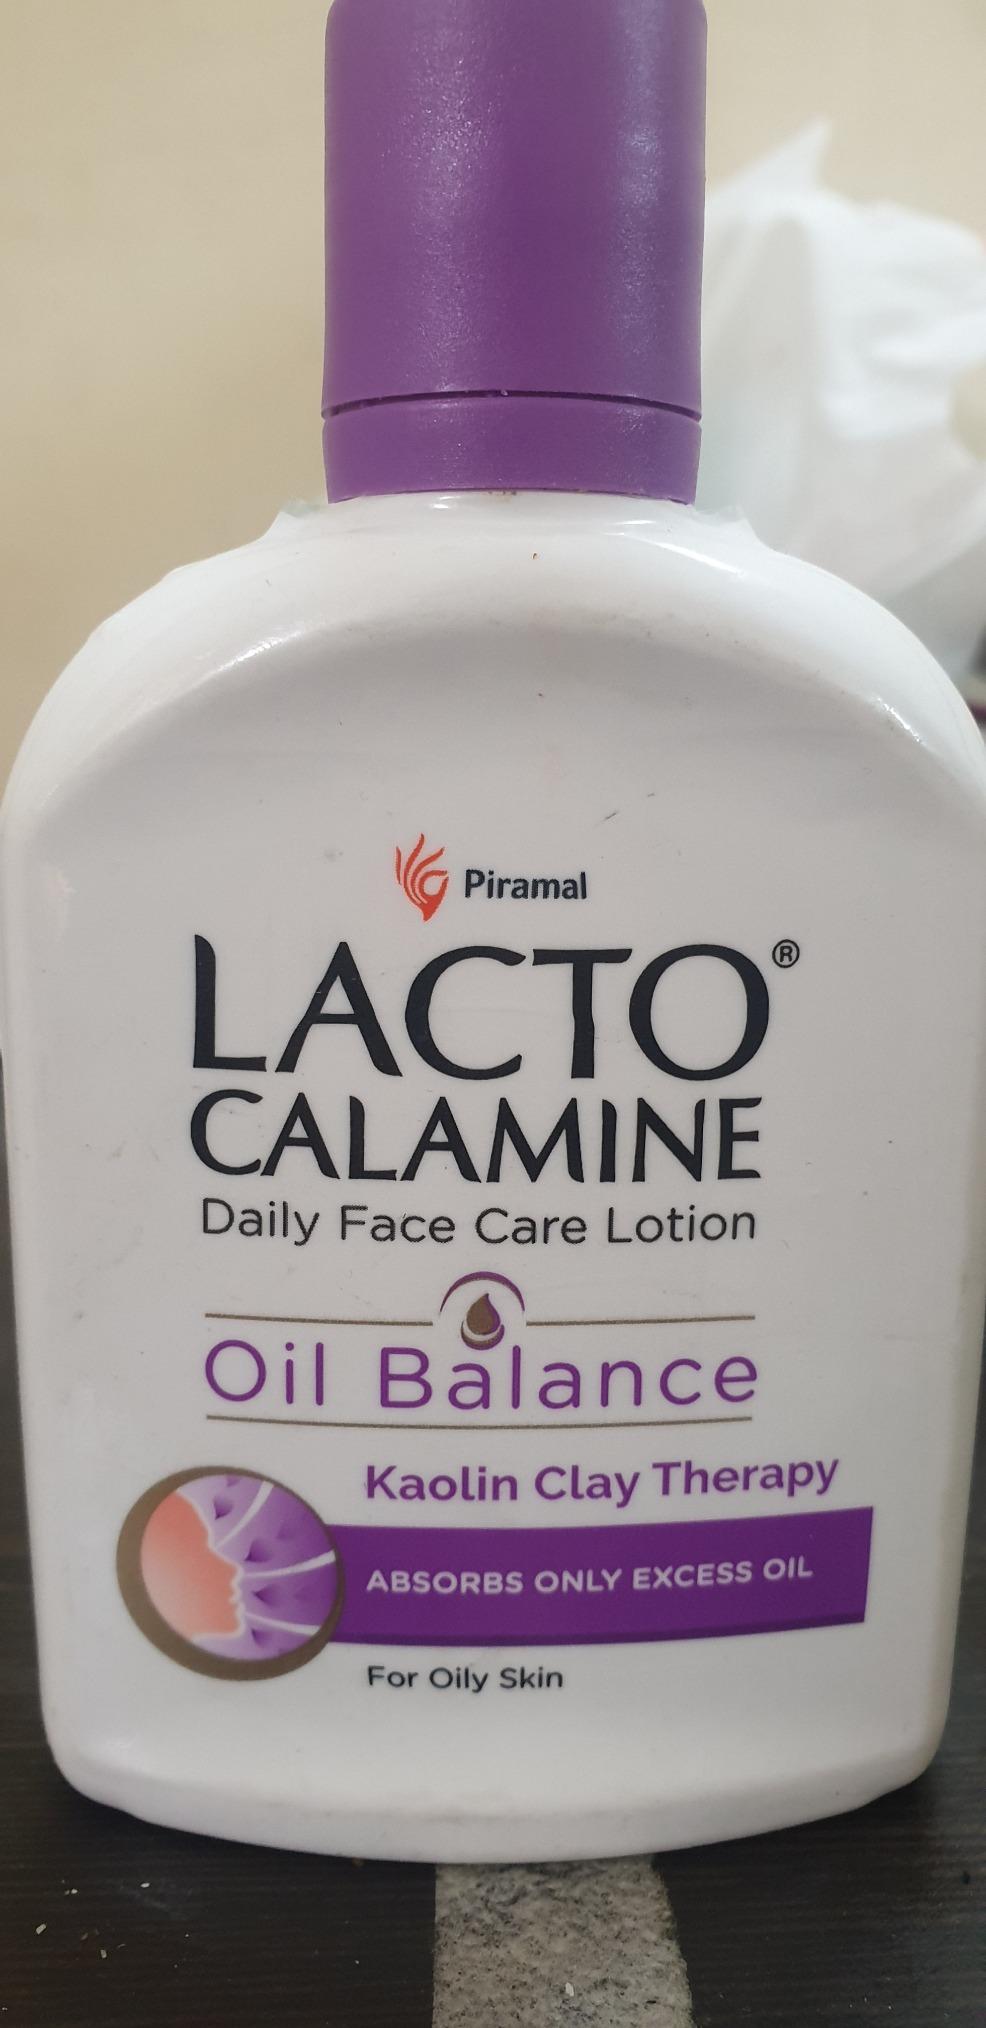 Piramal
LACTO®
CALAMINE
Daily Face Care Lotion
Oil Balance
Kaolin Clay Therapy
ABSORBS ONLY EXCESS OIL
For Oily Skin